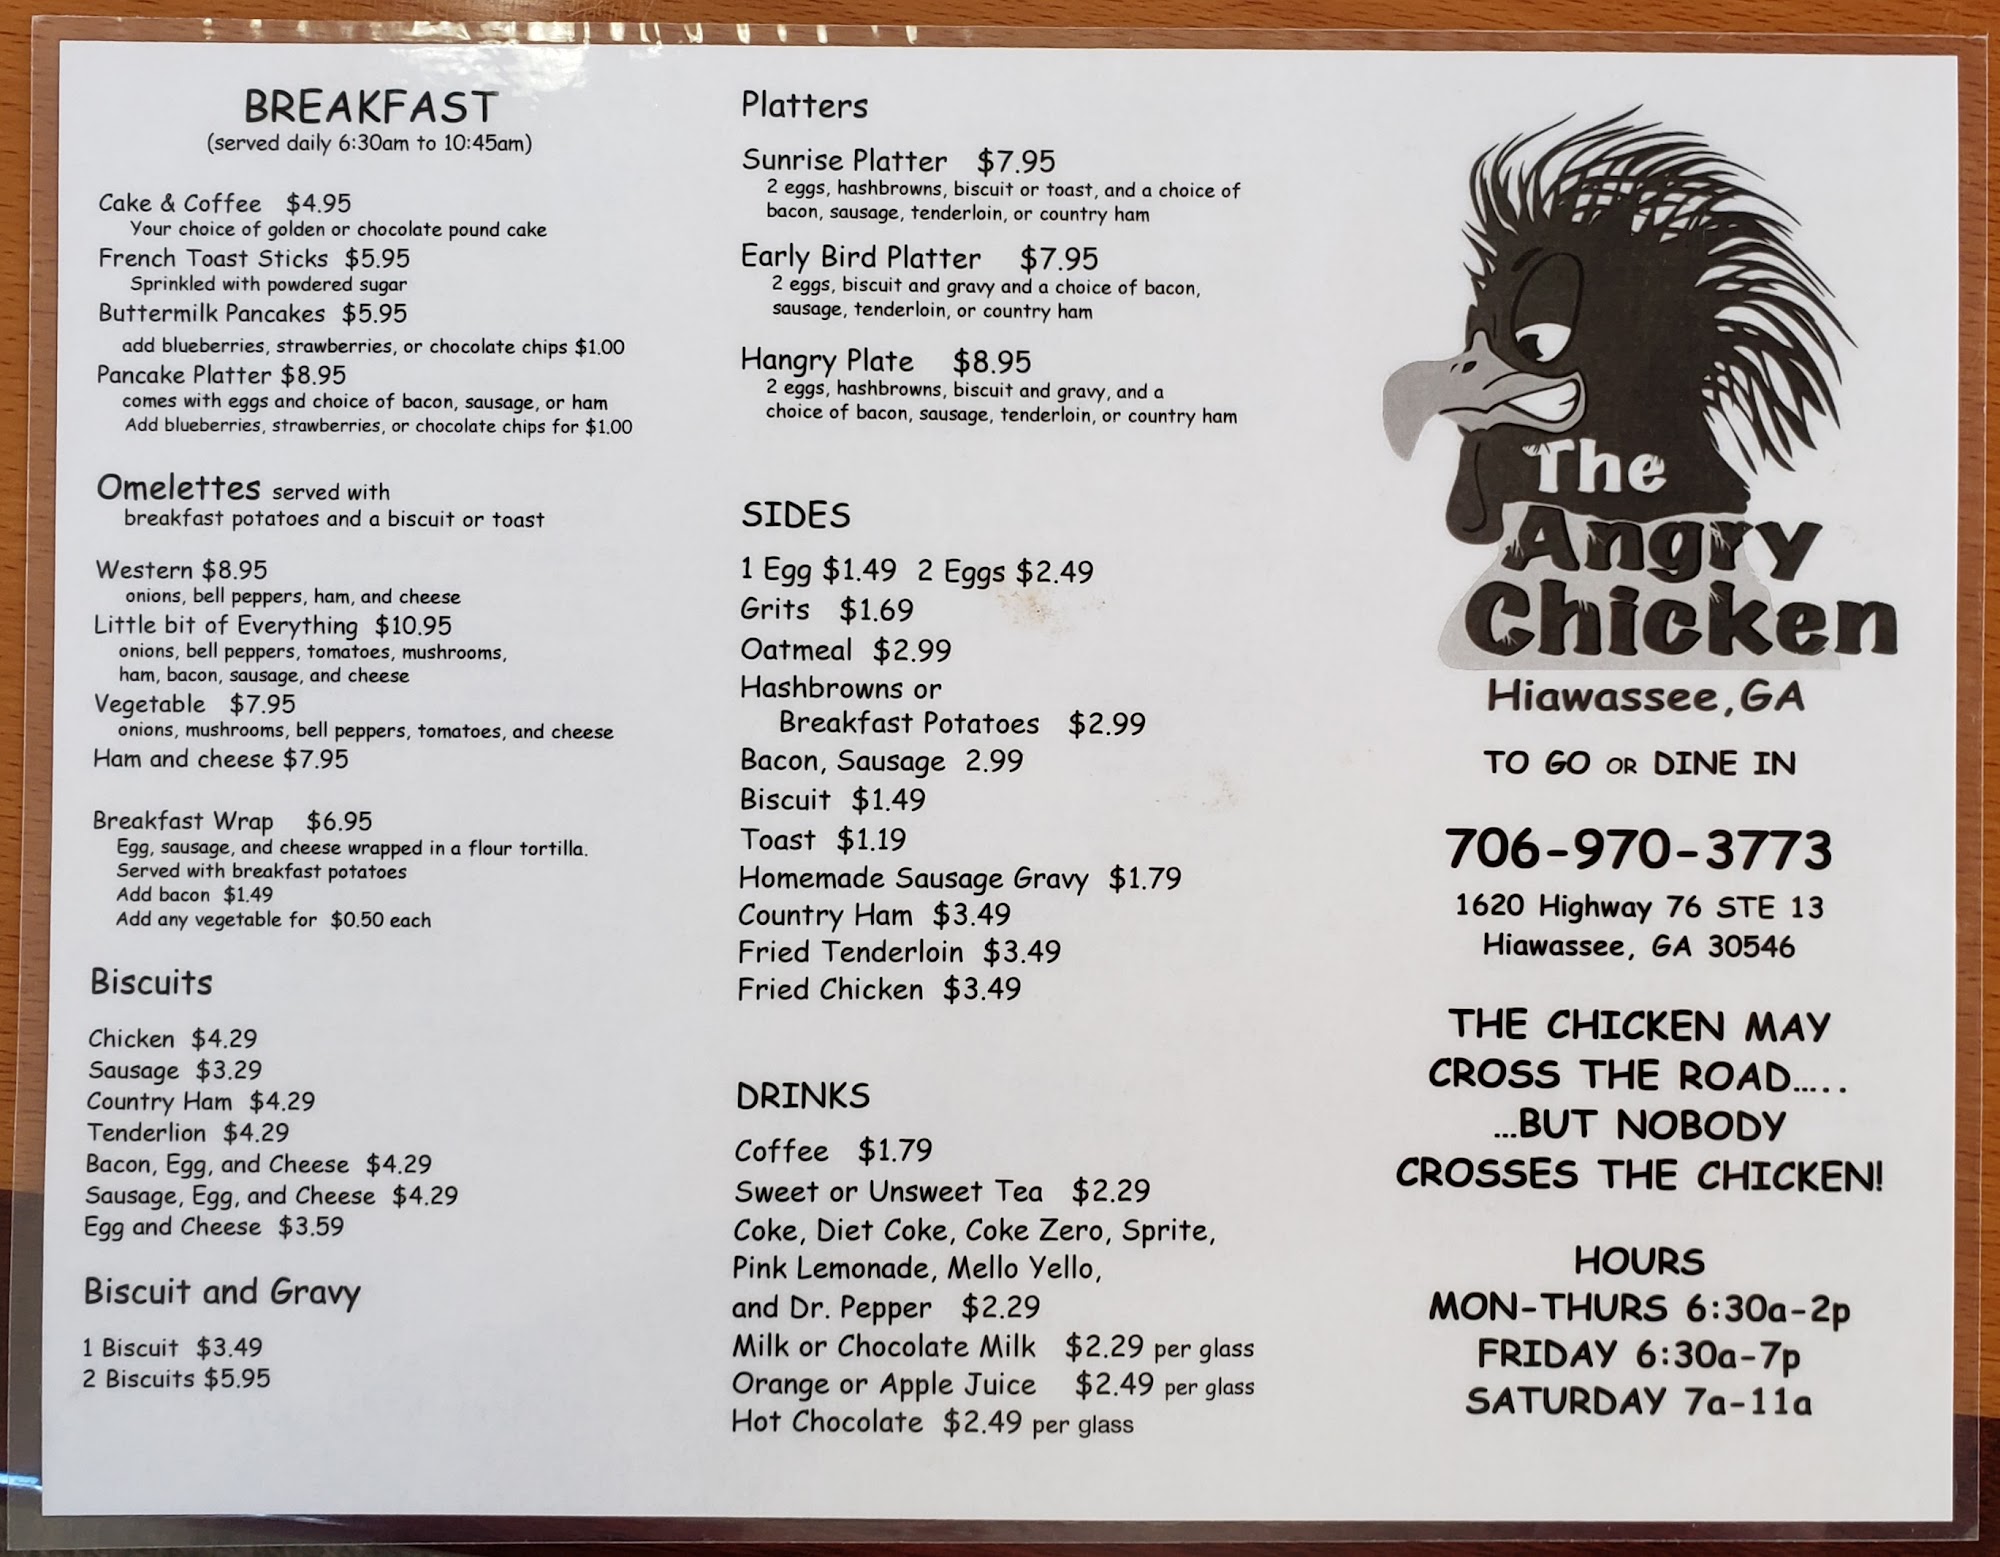 BREAKFAST
(served daily 6:30am to 10:45am)
Cake & Coffee $4.95
Your choice of golden or chocolate pound cake
French Toast Sticks $5.95
Sprinkled with powdered sugar
Buttermilk Pancakes $5.95
add blueberries, strawberries, or chocolate chips $1.00
Pancake Platter $8.95
comes with eggs and choice of bacon, sausage, or ham
Add blueberries, strawberries, or chocolate chips for $1.00
Omelettes served with
breakfast potatoes and a biscuit or toast
Western $8.95
onions, bell peppers, ham, and cheese
Little bit of Everything $10.95
onions, bell peppers, tomatoes, mushrooms,
ham, bacon, sausage, and cheese
Vegetable $7.95
onions, mushrooms, bell peppers, tomatoes, and cheese
Ham and cheese $7.95
Breakfast Wrap $6.95
Egg, sausage, and cheese wrapped in a flour tortilla.
Served with breakfast potatoes
Add bacon $1.49
Add any vegetable for $0.50 each
Biscuits
Chicken $4.29
Sausage $3.29
Country Ham $4.29
Tenderlion $4.29
Bacon, Egg, and Cheese $4.29
Sausage, Egg, and Cheese $4.29
Egg and Cheese $3.59
Biscuit and Gravy
1 Biscuit $3.49
2 Biscuits $5.95
Platters
Sunrise Platter $7.95
2 eggs, hashbrowns, biscuit or toast, and a choice of
bacon, sausage, tenderloin, or country ham
Early Bird Platter $7.95
2 eggs, biscuit and gravy and a choice of bacon,
sausage, tenderloin, or country ham
Hangry Plate $8.95
2 eggs, hashbrowns, biscuit and gravy, and a
choice of bacon, sausage, tenderloin, or country ham
SIDES
1 Egg $1.49 2 Eggs $2.49
Grits $1.69
Oatmeal $2.99
Hashbrowns or
Breakfast Potatoes $2.99
Bacon, Sausage 2.99
Biscuit $1.49
Toast $1.19
Homemade Sausage Gravy $1.79
Country Ham $3.49
Fried Tenderloin $3.49
Fried Chicken $3.49
DRINKS
Coffee $1.79
Sweet or Unsweet Tea $2.29
Coke, Diet Coke, Coke Zero, Sprite,
Pink Lemonade, Mello Yello,
and Dr. Pepper $2.29
Milk or Chocolate Milk $2.29 per glass
Orange or Apple Juice $2.49 per glass
Hot Chocolate $2.49 per glass
The
Angry
Chicken
Hiawassee, GA
TO GO OR DINE IN
706-970-3773
1620 Highway 76 STE 13
Hiawassee, GA 30546
THE CHICKEN MAY
CROSS THE ROAD.....
...BUT NOBODY
CROSSES THE CHICKEN!
HOURS
MON-THURS 6:30a-2p
FRIDAY 6:30a-7p
SATURDAY 7a-11a